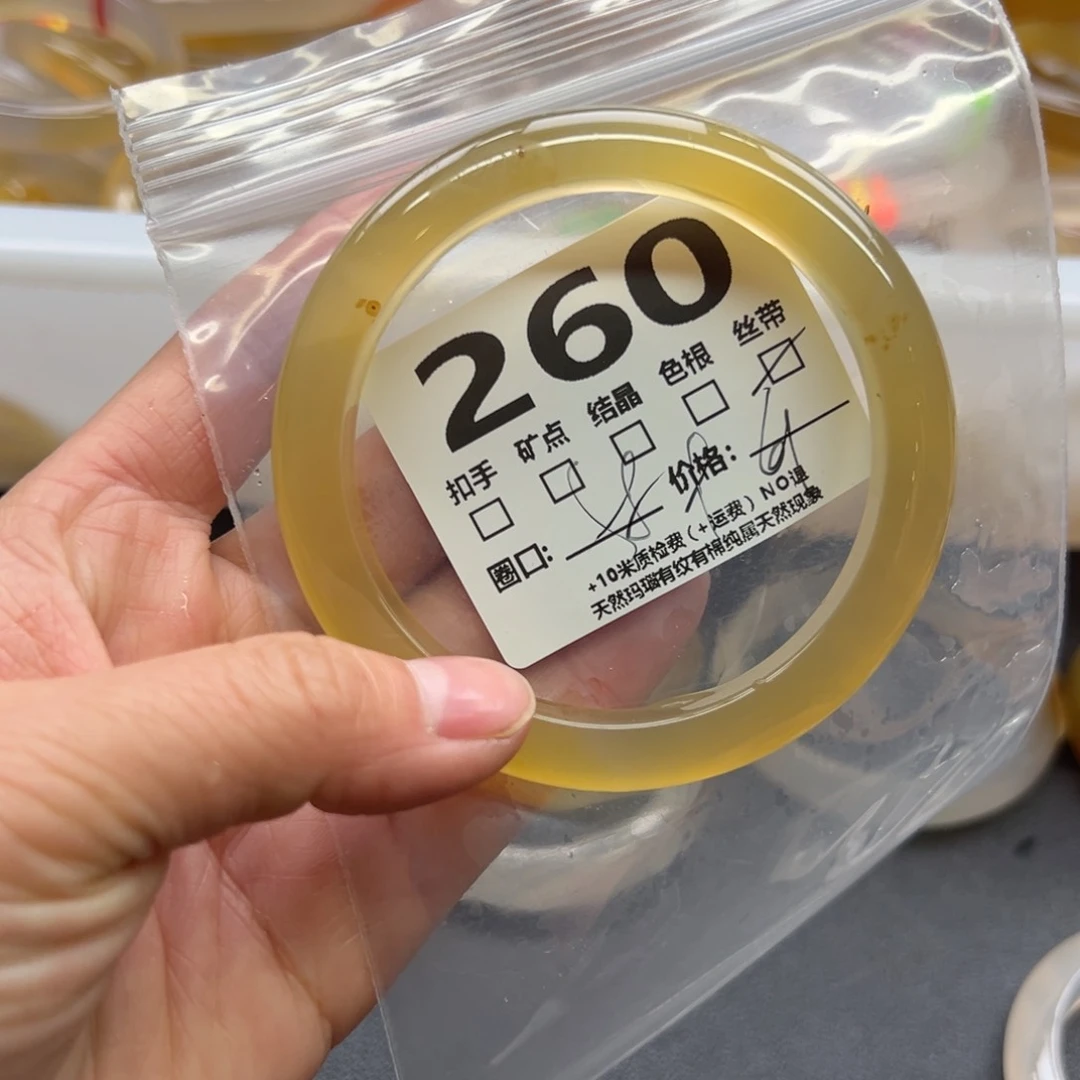 260
扣手 矿点 结晶 色根 丝带
圈口: 价格:
+10米质检费(+运费)NO退
天然玛瑙有纹有棉纯属天然现象